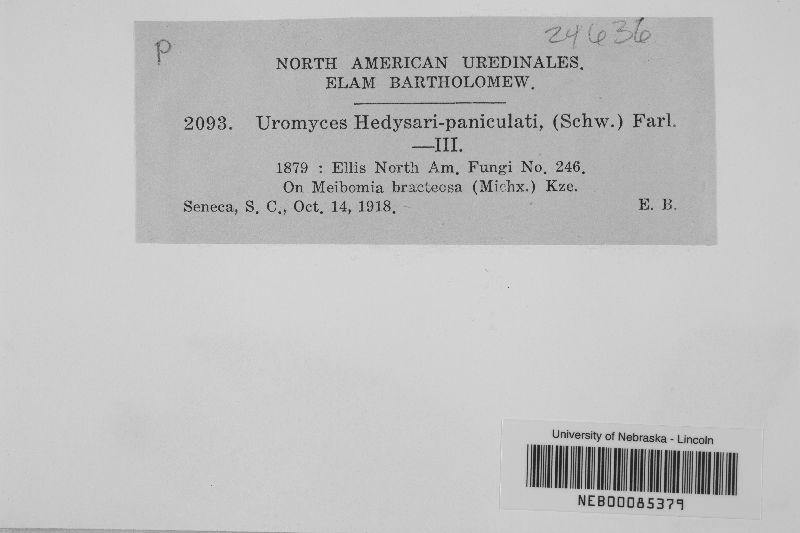 P
24636
NORTH AMERICAN UREDINALES.
ELAM BARTHOLOMEW.
2093. Uromyces Hedysari-paniculati, (Schw.) Farl.
—III.
1879 : Ellis North Am. Fungi No. 246.
On Meibomia bracteosa (Michx.) Kze.
Seneca, S. C., Oct. 14, 1918. E. B.
University of Nebraska - Lincoln
NEB00085379